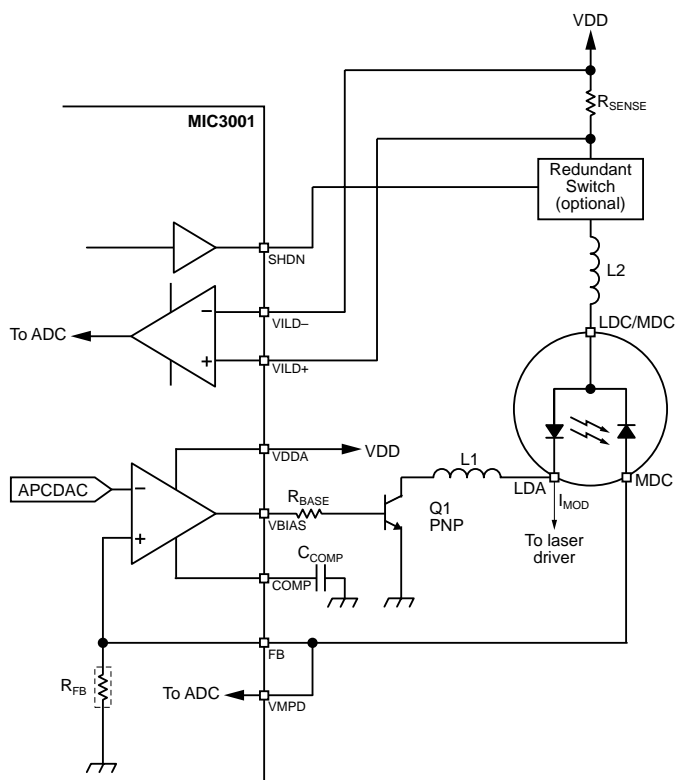 VDD
MIC3001
RSENSE
Redundant
Switch
(optional)
SHDN
L2
LDC/MDC
To ADC
−
VILD−
+
VILD+
VDDA
VDD
APCDAC
−
+
RBASE
VBIAS
L1
Q1
PNP
LDA
MDC
IMOD
To laser
driver
CCOMP
COMP
FB
RFB
To ADC
VMPD